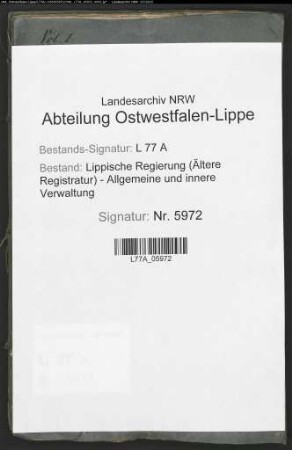 Landesarchiv NRW
Abteilung Ostwestfalen-Lippe
Bestands-Signatur: L 77 A
Bestand: Lippische Regierung (Ältere
Registratur) - Allgemeine und innere
Verwaltung
Signatur: Nr. 5972
L77A_05972